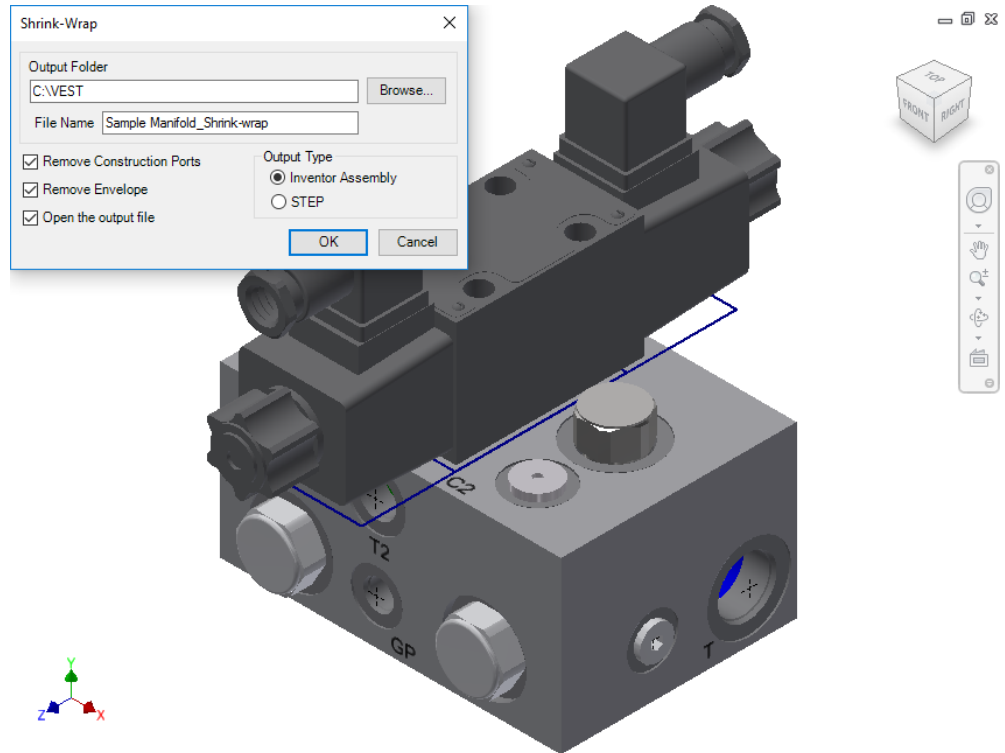 Shrink-Wrap
Output Folder
C:\VEST
Browse...
File Name
Sample Manifold_Shrink-wrap
Remove Construction Ports
Remove Envelope
Open the output file
Output Type
Inventor Assembly
STEP
OK
Cancel
TOP
FRONT
RIGHT
C2
T2
GP
T
Y
Z
X